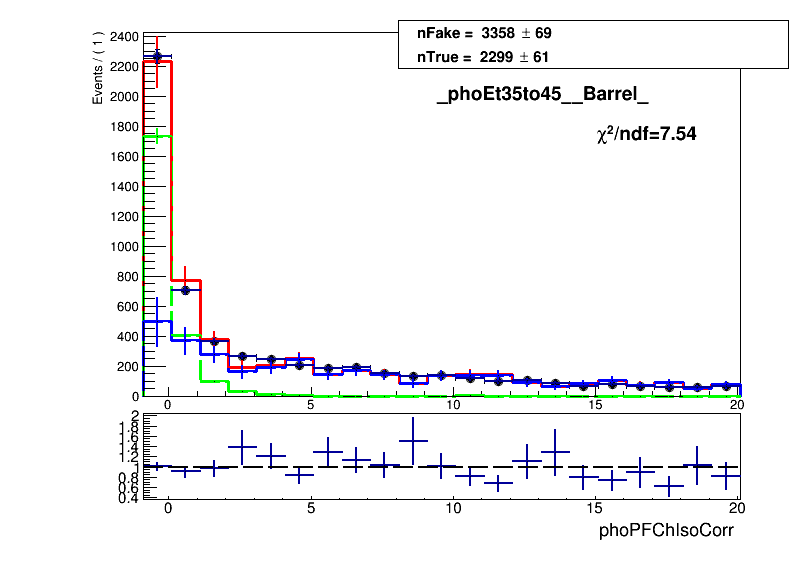 nFake = 3358 ± 69
nTrue = 2299 ± 61
_phoEt35to45__Barrel_
χ²/ndf=7.54
Events / ( 1 )
2400
2200
2000
1800
1600
1400
1200
1000
800
600
400
200
0
0 5 10 15 20
2
1.8
1.6
1.4
1.2
1
0.8
0.6
0.4
0 5 10 15 20
phoPFChIsoCorr